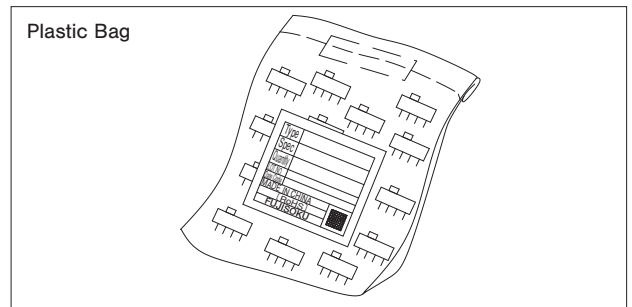 Plastic Bag
Type
Spec
Quantity
MADE IN CHINA
RoHS
FUJISOKU